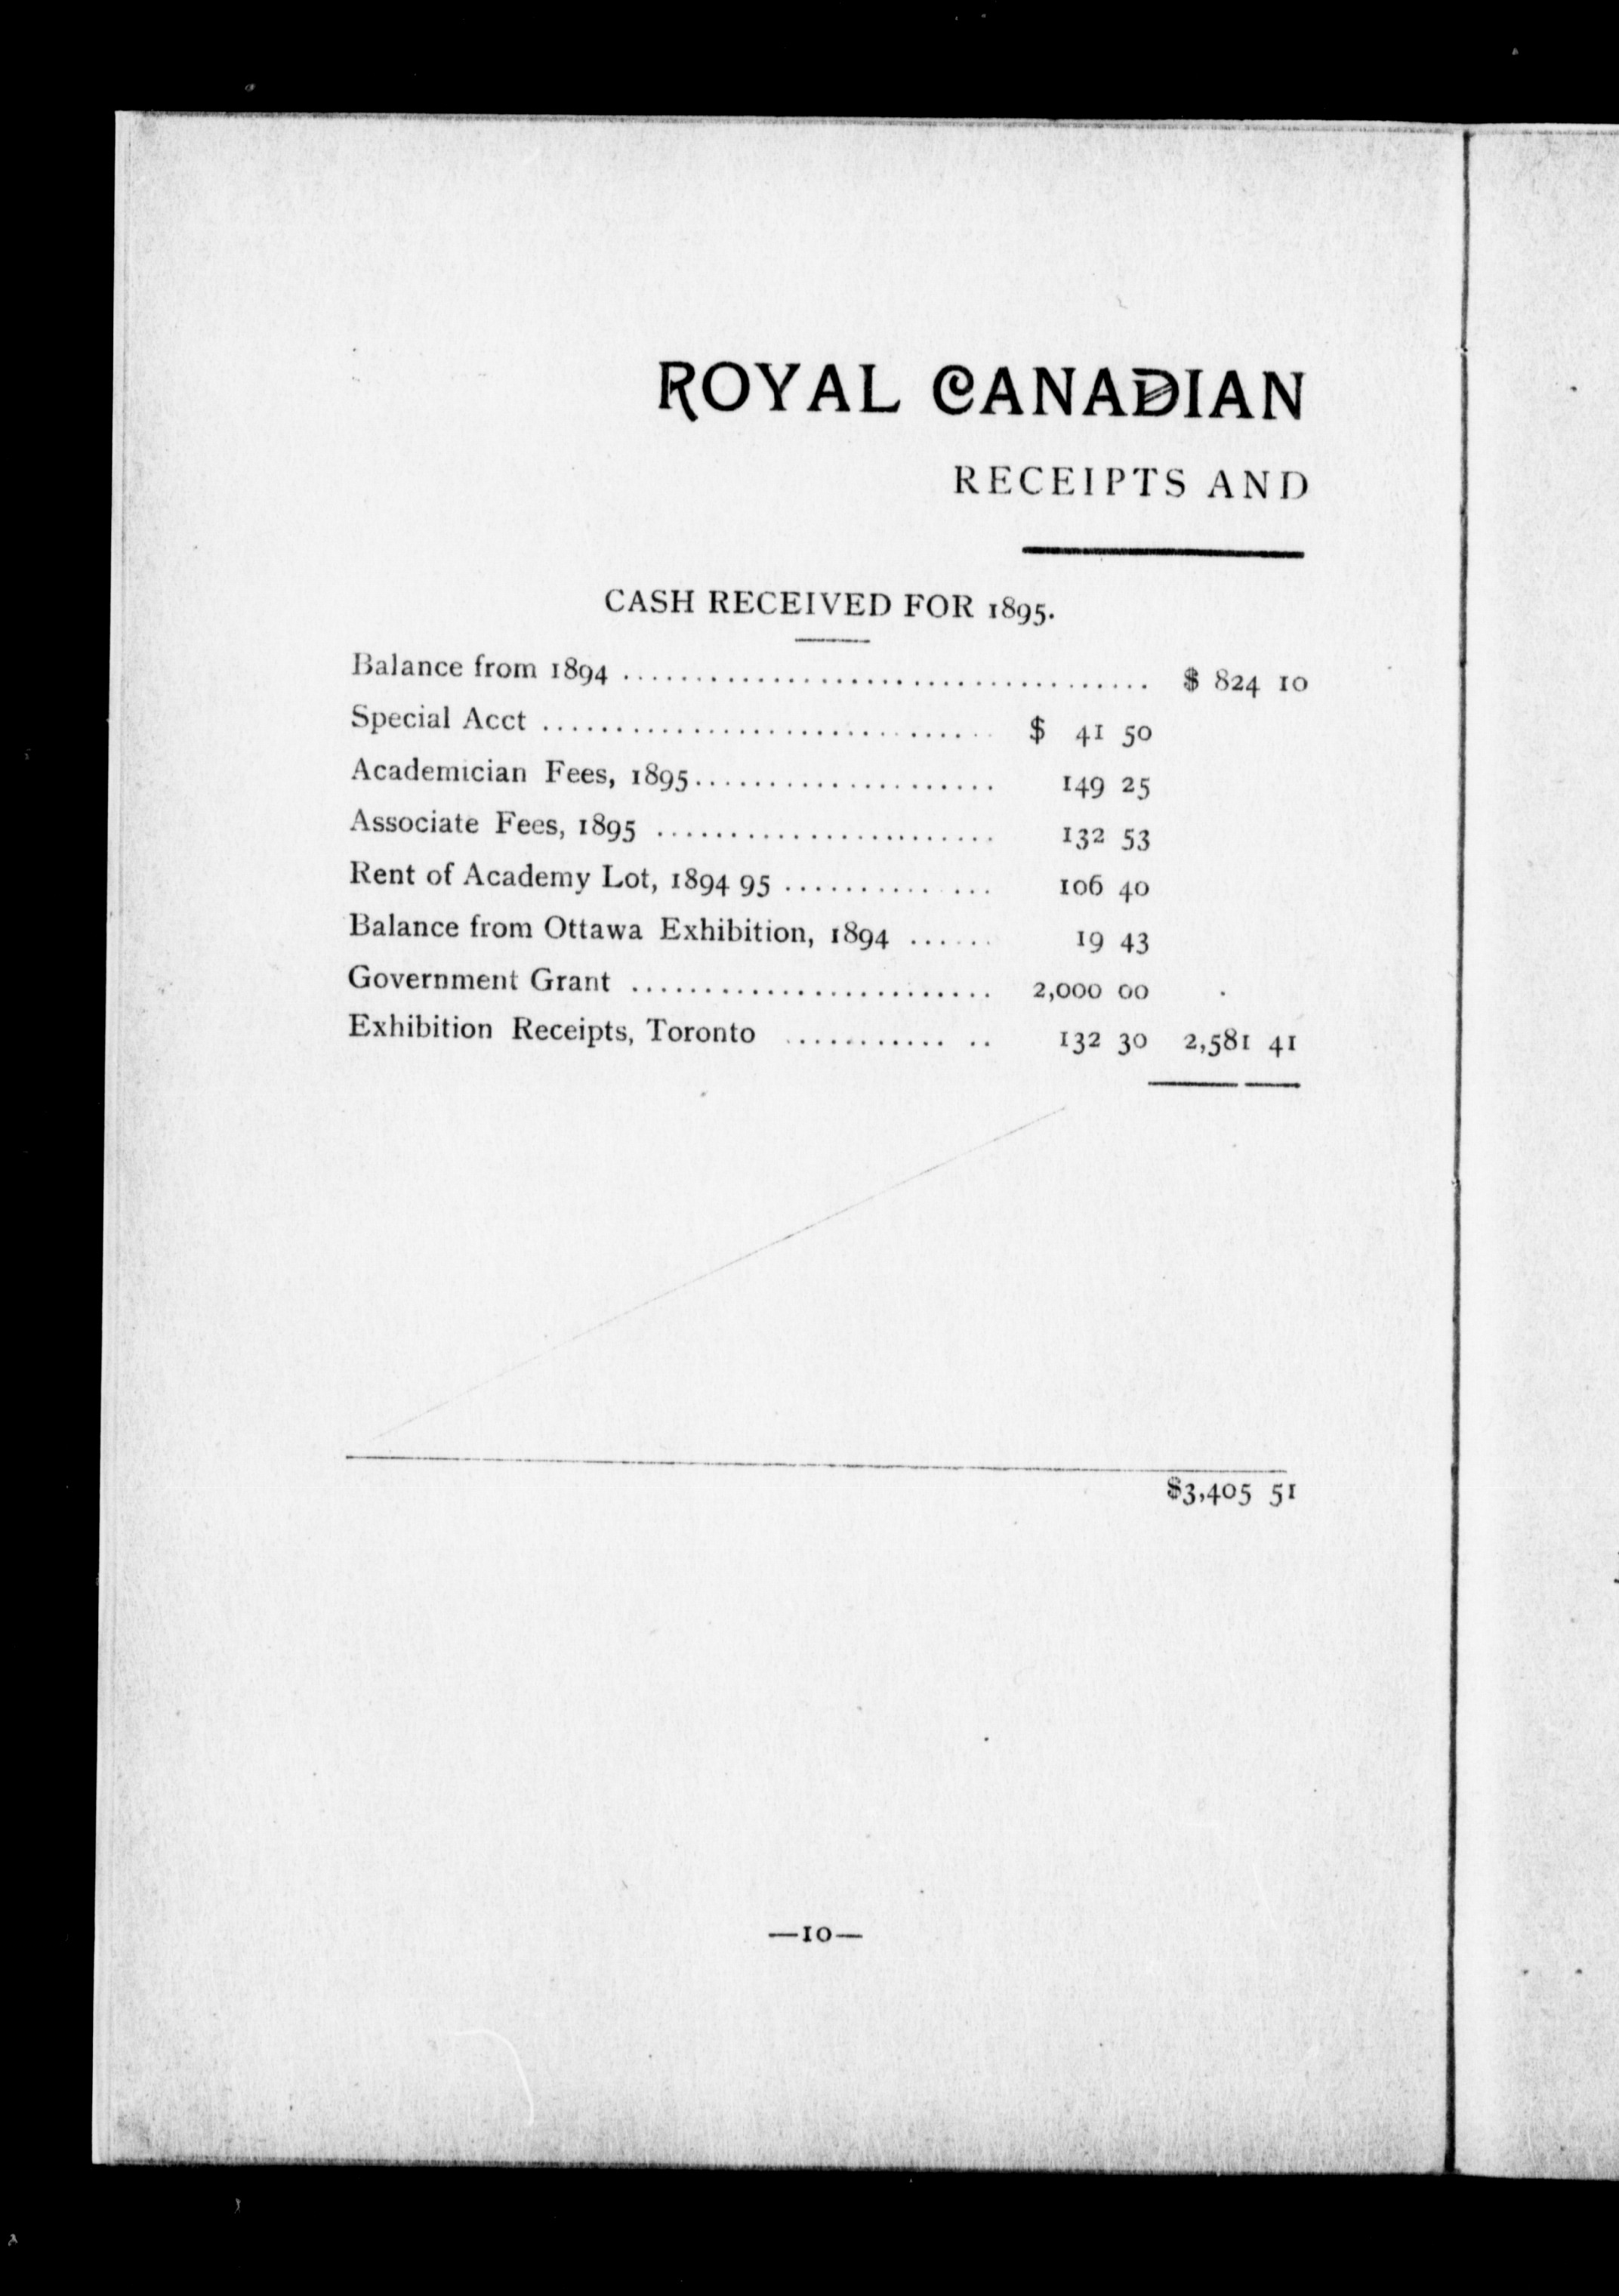 ROYAL CANADIAN
RECEIPTS AND
CASH RECEIVED FOR 1895.
Balance from 1894 .................................... $ 824 10
Special Acct .............................. $ 41 50
Academician Fees, 1895.................... 149 25
Associate Fees, 1895 ....................... 132 53
Rent of Academy Lot, 1894 95 .............. 106 40
Balance from Ottawa Exhibition, 1894 ...... 19 43
Government Grant ........................ 2,000 00
Exhibition Receipts, Toronto ........... .. 132 30 2,581 41
$3,405 51
—10—